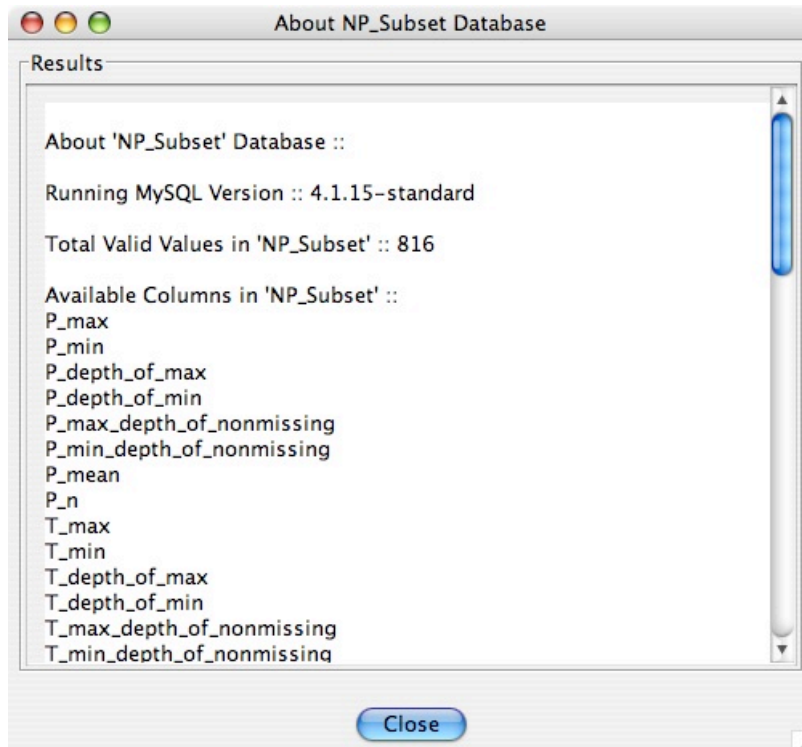 About NP_Subset Database
Results
About 'NP_Subset' Database ::
Running MySQL Version :: 4.1.15-standard
Total Valid Values in 'NP_Subset' :: 816
Available Columns in 'NP_Subset' ::
P_max
P_min
P_depth_of_max
P_depth_of_min
P_max_depth_of_nonmissing
P_min_depth_of_nonmissing
P_mean
P_n
T_max
T_min
T_depth_of_max
T_depth_of_min
T_max_depth_of_nonmissing
T_min_depth_of_nonmissing
Close